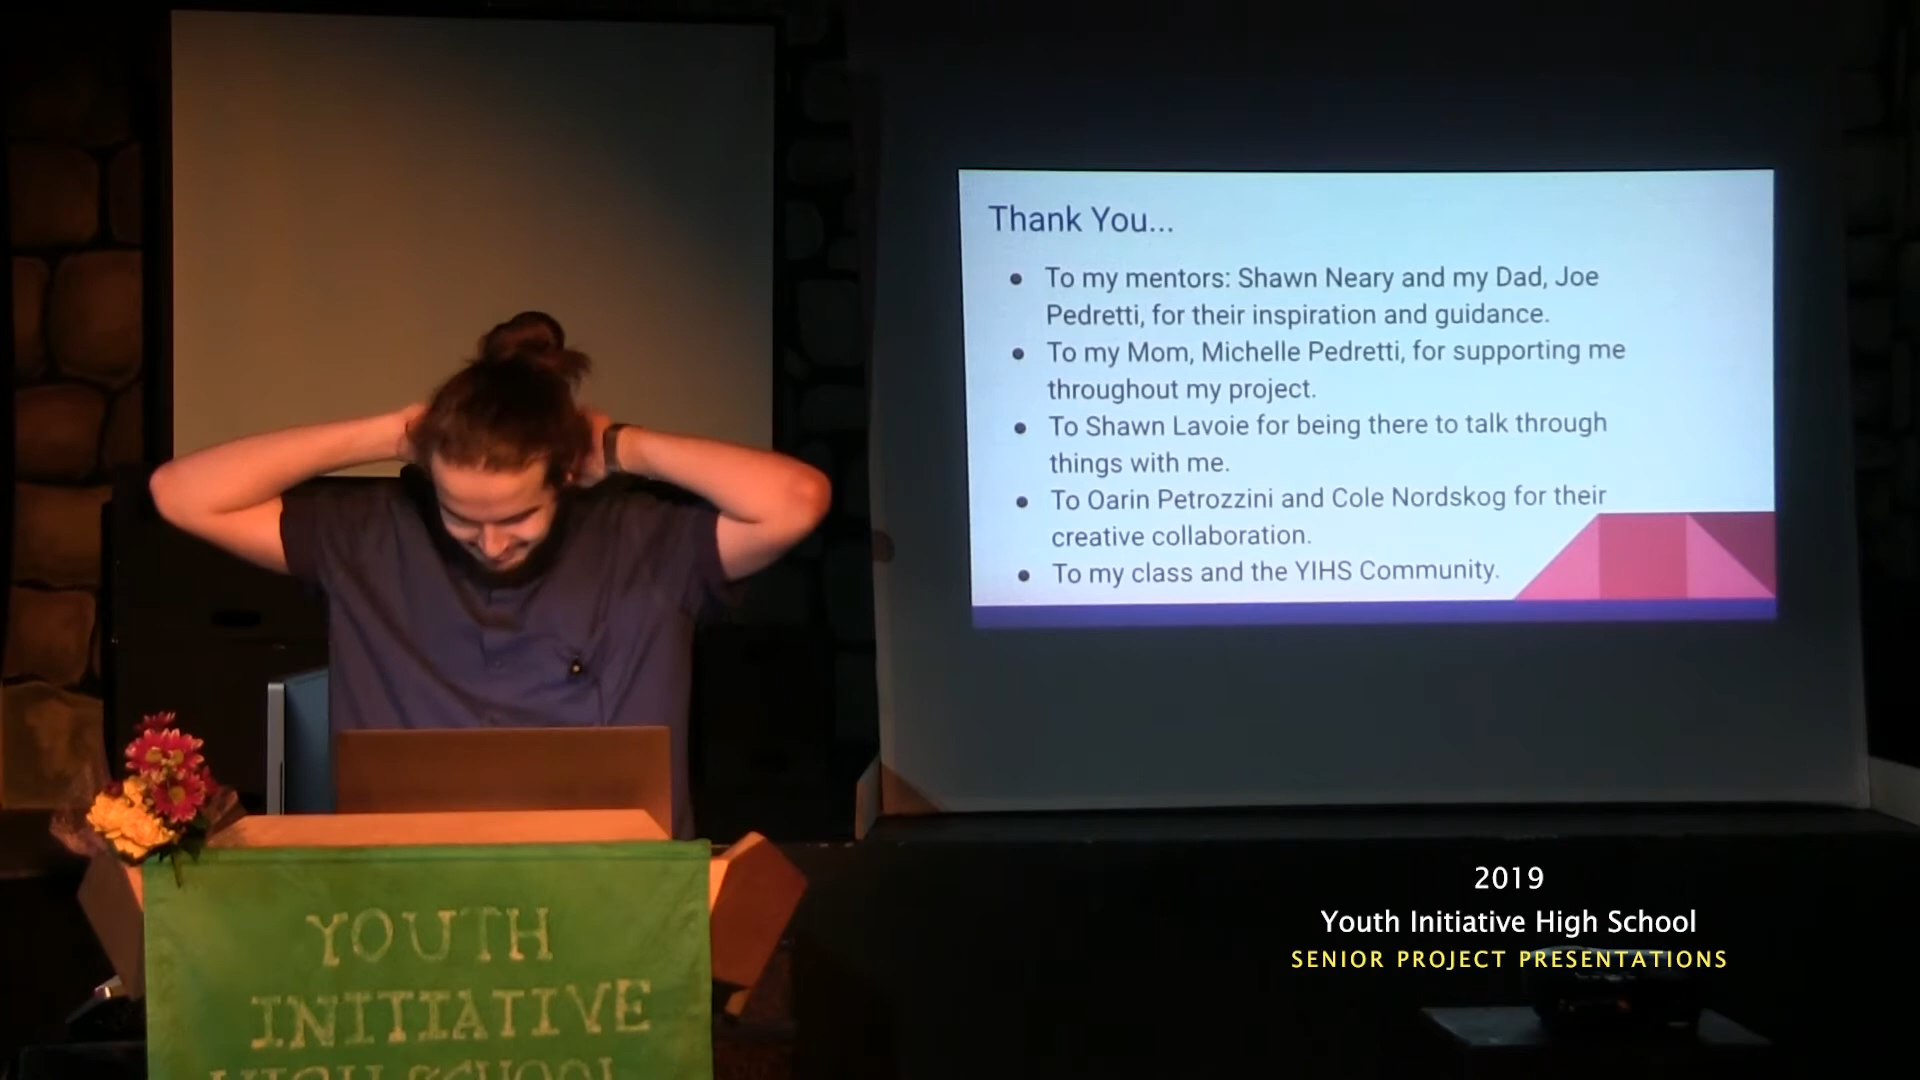 Thank You...
● To my mentors: Shawn Neary and my Dad, Joe
Pedretti, for their inspiration and guidance.
● To my Mom, Michelle Pedretti, for supporting me
throughout my project.
● To Shawn Lavoie for being there to talk through
things with me.
● To Oarin Petrozzini and Cole Nordskog for their
creative collaboration.
● To my class and the YIHS Community.
2019
Youth Initiative High School
SENIOR PROJECT PRESENTATIONS
YOUTH
INITIATIVE
HIGH SCHOOL